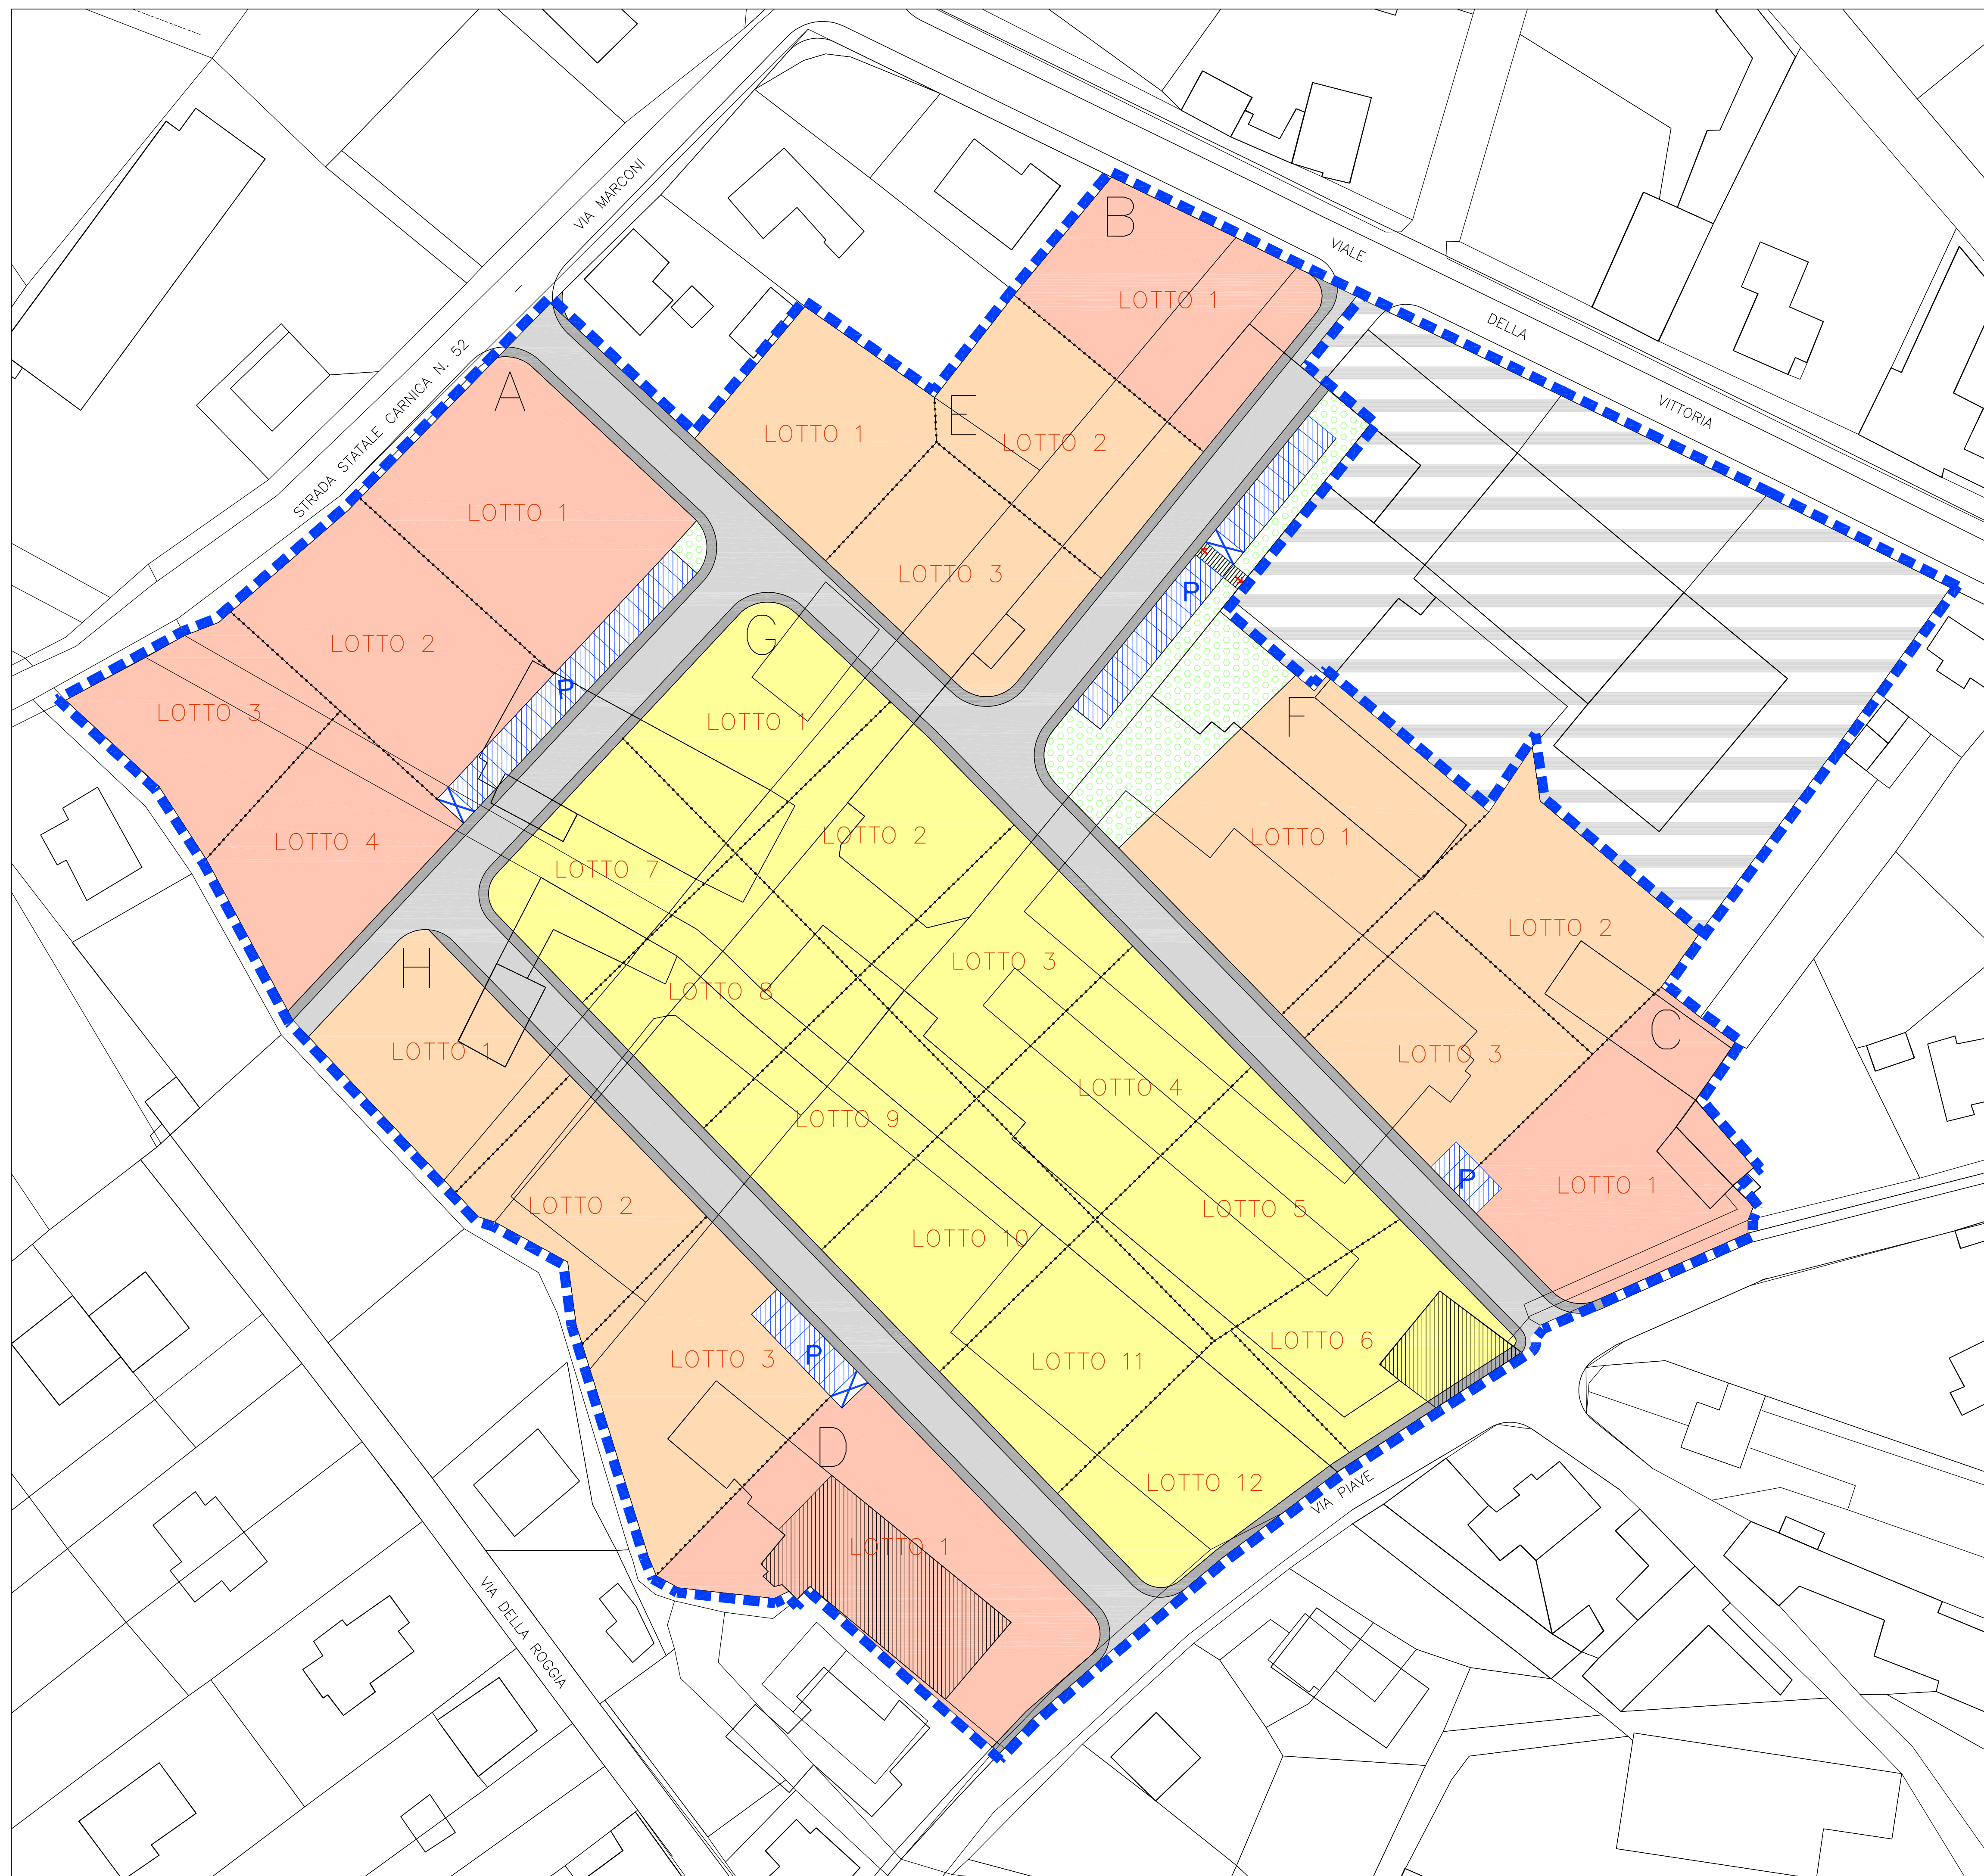 VIA MARCONI
STRADA STATALE CARNICA N. 52 -
VIALE
DELLA
VITTORIA
B
LOTTO 1
A
LOTTO 1
LOTTO 2
LOTTO 3
LOTTO 4
P
E
LOTTO 1
LOTTO 2
LOTTO 3
P
G
LOTTO 1
LOTTO 2
LOTTO 3
LOTTO 4
LOTTO 5
LOTTO 6
LOTTO 7
LOTTO 8
LOTTO 9
LOTTO 10
LOTTO 11
LOTTO 12
F
LOTTO 1
LOTTO 2
LOTTO 3
P
C
LOTTO 1
H
LOTTO 1
LOTTO 2
LOTTO 3
P
D
LOTTO 1
VIA PIAVE
VIA DELLA ROGGIA